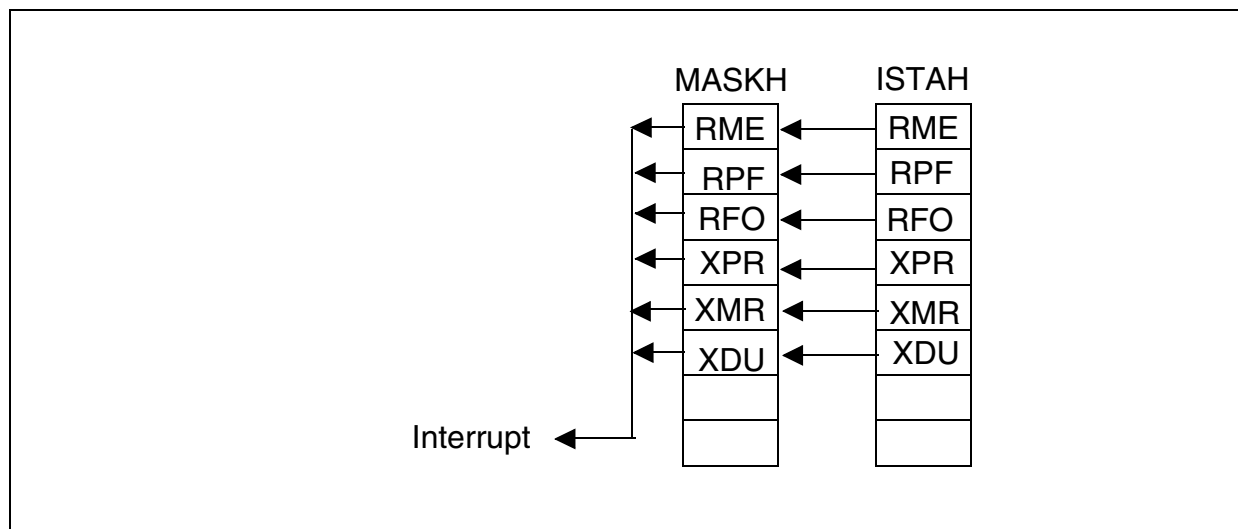 MASKH ISTAH
RME RME
RPF RPF
RFO RFO
XPR XPR
XMR XMR
XDU XDU
Interrupt